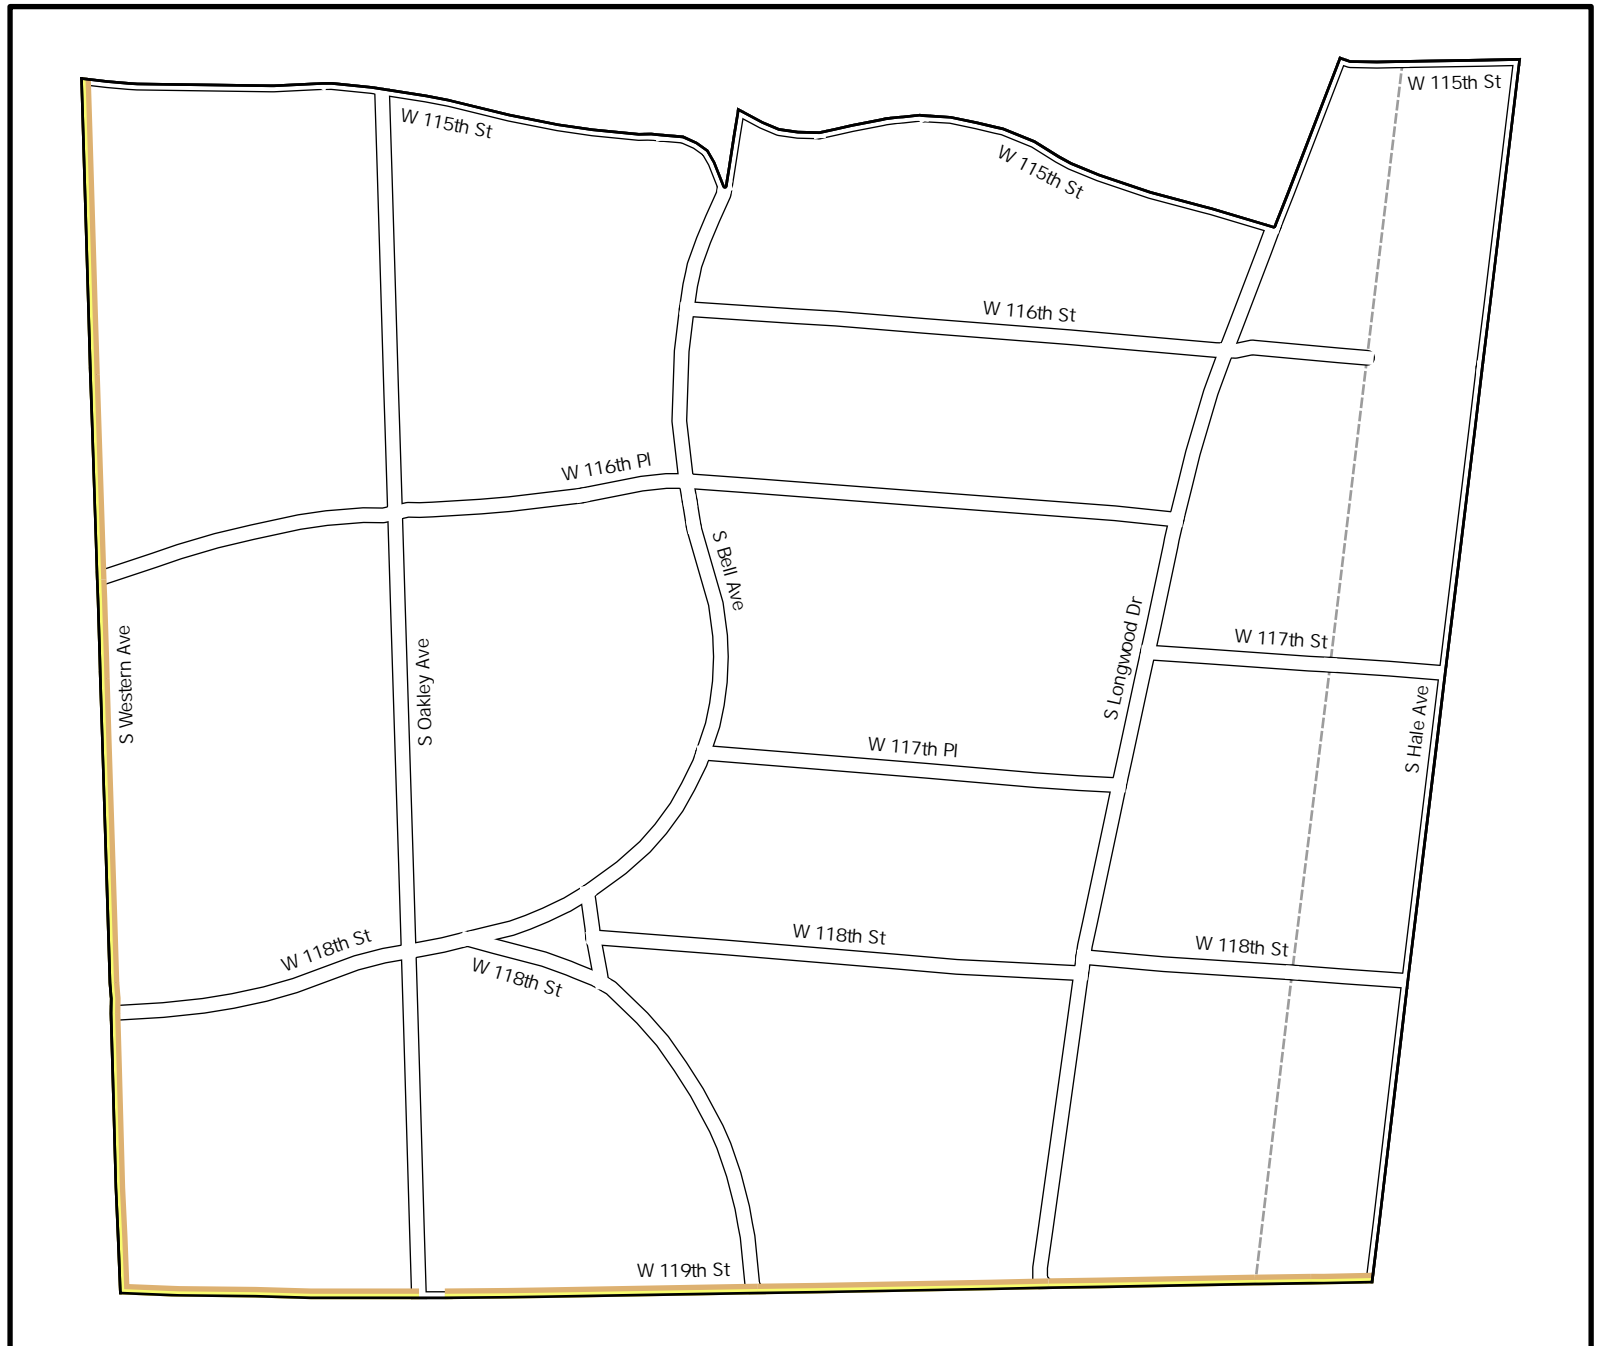 W 115th St
W 115th St
W 115th St
W 116th St
W 116th Pl
S Bell Ave
S Western Ave
S Oakley Ave
S Longwood Dr
W 117th St
S Hale Ave
W 117th Pl
W 118th St
W 118th St
W 118th St
W 118th St
W 119th St